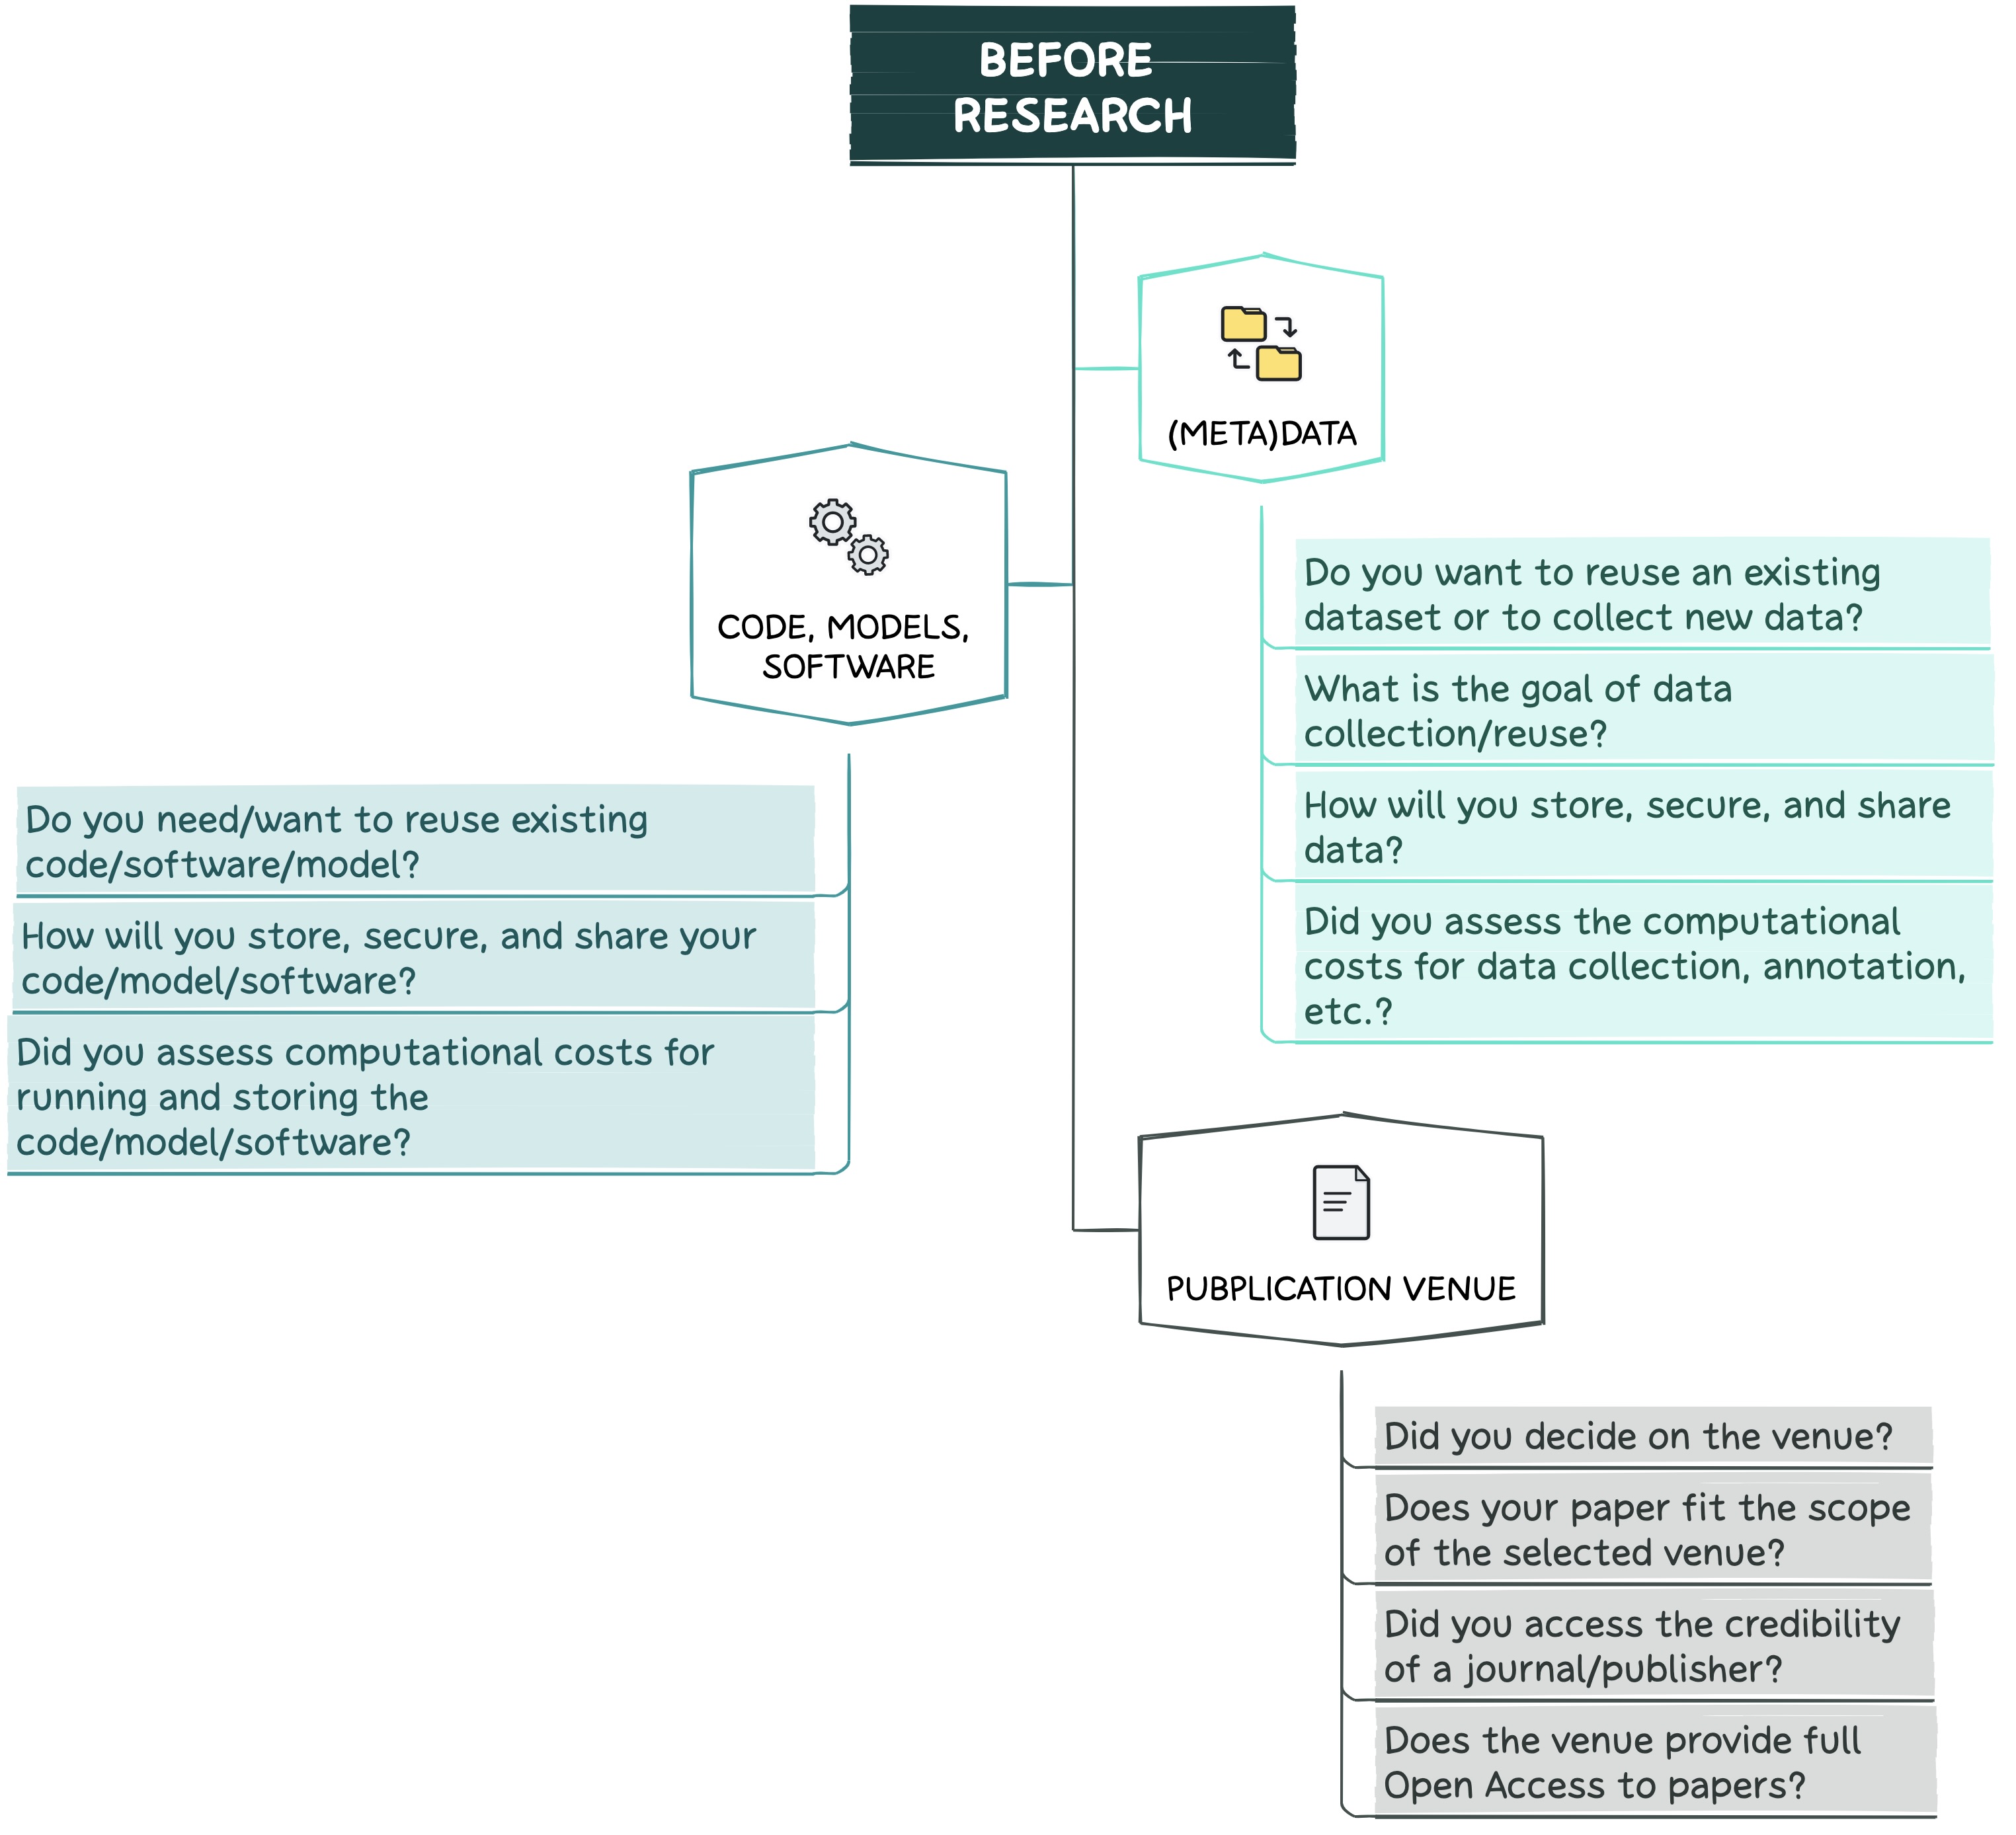 BEFORE
RESEARCH
(META)DATA
Do you want to reuse an existing
dataset or to collect new data?
What is the goal of data
collection/reuse?
How will you store, secure, and share
data?
Did you assess the computational
costs for data collection, annotation,
etc.?
CODE, MODELS,
SOFTWARE
Do you need/want to reuse existing
code/software/model?
How will you store, secure, and share your
code/model/software?
Did you assess computational costs for
running and storing the
code/model/software?
PUBPLICATION VENUE
Did you decide on the venue?
Does your paper fit the scope
of the selected venue?
Did you access the credibility
of a journal/publisher?
Does the venue provide full
Open Access to papers?